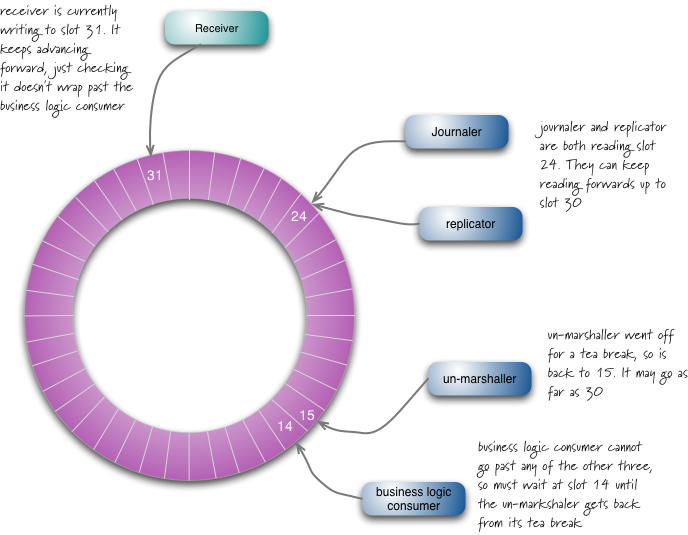 receiver is currently
writing to slot 31. It
keeps advancing
forward, just checking
it doesn't wrap past the
business logic consumer
Receiver
Journaler
journaler and replicator
are both reading slot
24. They can keep
reading forwards up to
slot 30
31
24
replicator
un-marshaller went off
for a tea break, so is
back to 15. It may go as
far as 30
un-marshaller
15
14
business logic consumer cannot
go past any of the other three,
so must wait at slot 14 until
the un-markshaler gets back
from its tea break
business logic
consumer